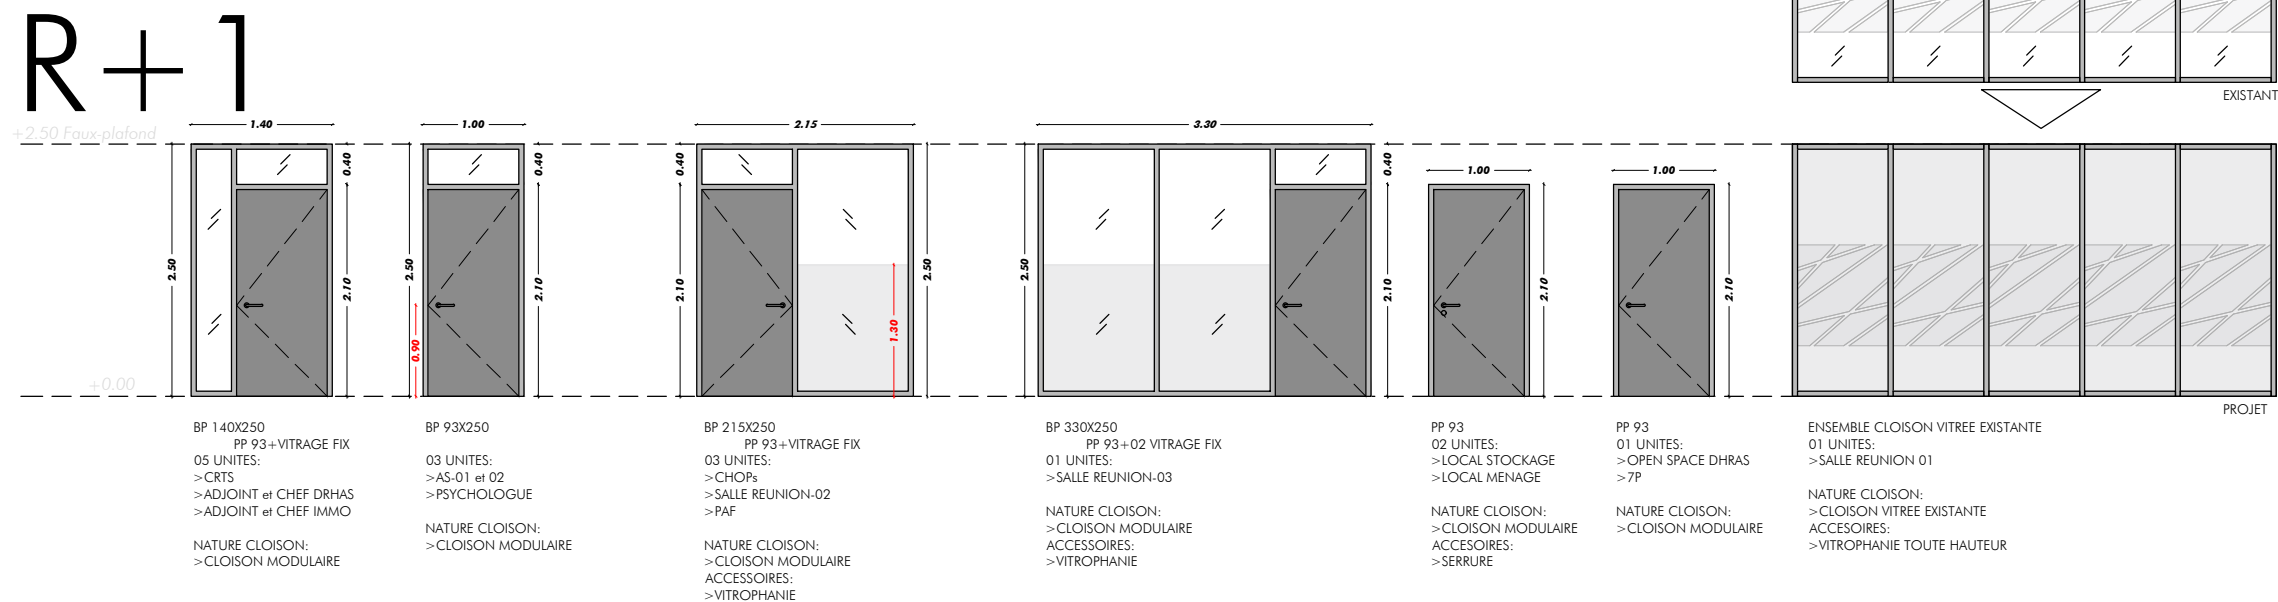 R+1
+2.50 Faux-plafond
+0.00
EXISTANT
1.40
2.50
0.40
2.10
BP 140X250
PP 93+VITRAGE FIX
05 UNITES:
>CRTS
>ADJOINT et CHEF DRHAS
>ADJOINT et CHEF IMMO
NATURE CLOISON:
>CLOISON MODULAIRE
1.00
2.50
0.90
0.40
2.10
BP 93X250
03 UNITES:
>AS-01 et 02
>PSYCHOLOGUE
NATURE CLOISON:
>CLOISON MODULAIRE
2.15
0.40
2.10
1.30
2.50
BP 215X250
PP 93+VITRAGE FIX
03 UNITES:
>CHOPs
>SALLE REUNION-02
>PAF
NATURE CLOISON:
>CLOISON MODULAIRE
ACCESSOIRES:
>VITROPHANIE
3.30
2.50
0.40
2.10
BP 330X250
PP 93+02 VITRAGE FIX
01 UNITES:
>SALLE REUNION-03
NATURE CLOISON:
>CLOISON MODULAIRE
ACCESSOIRES:
>VITROPHANIE
1.00
2.10
PP 93
02 UNITES:
>LOCAL STOCKAGE
>LOCAL MENAGE
NATURE CLOISON:
>CLOISON MODULAIRE
ACCESOIRES:
>SERRURE
1.00
2.10
PP 93
01 UNITES:
>OPEN SPACE DHRAS
>7P
NATURE CLOISON:
>CLOISON MODULAIRE
PROJET
ENSEMBLE CLOISON VITREE EXISTANTE
01 UNITES:
>SALLE REUNION 01
NATURE CLOISON:
>CLOISON VITREE EXISTANTE
ACCESOIRES:
>VITROPHANIE TOUTE HAUTEUR